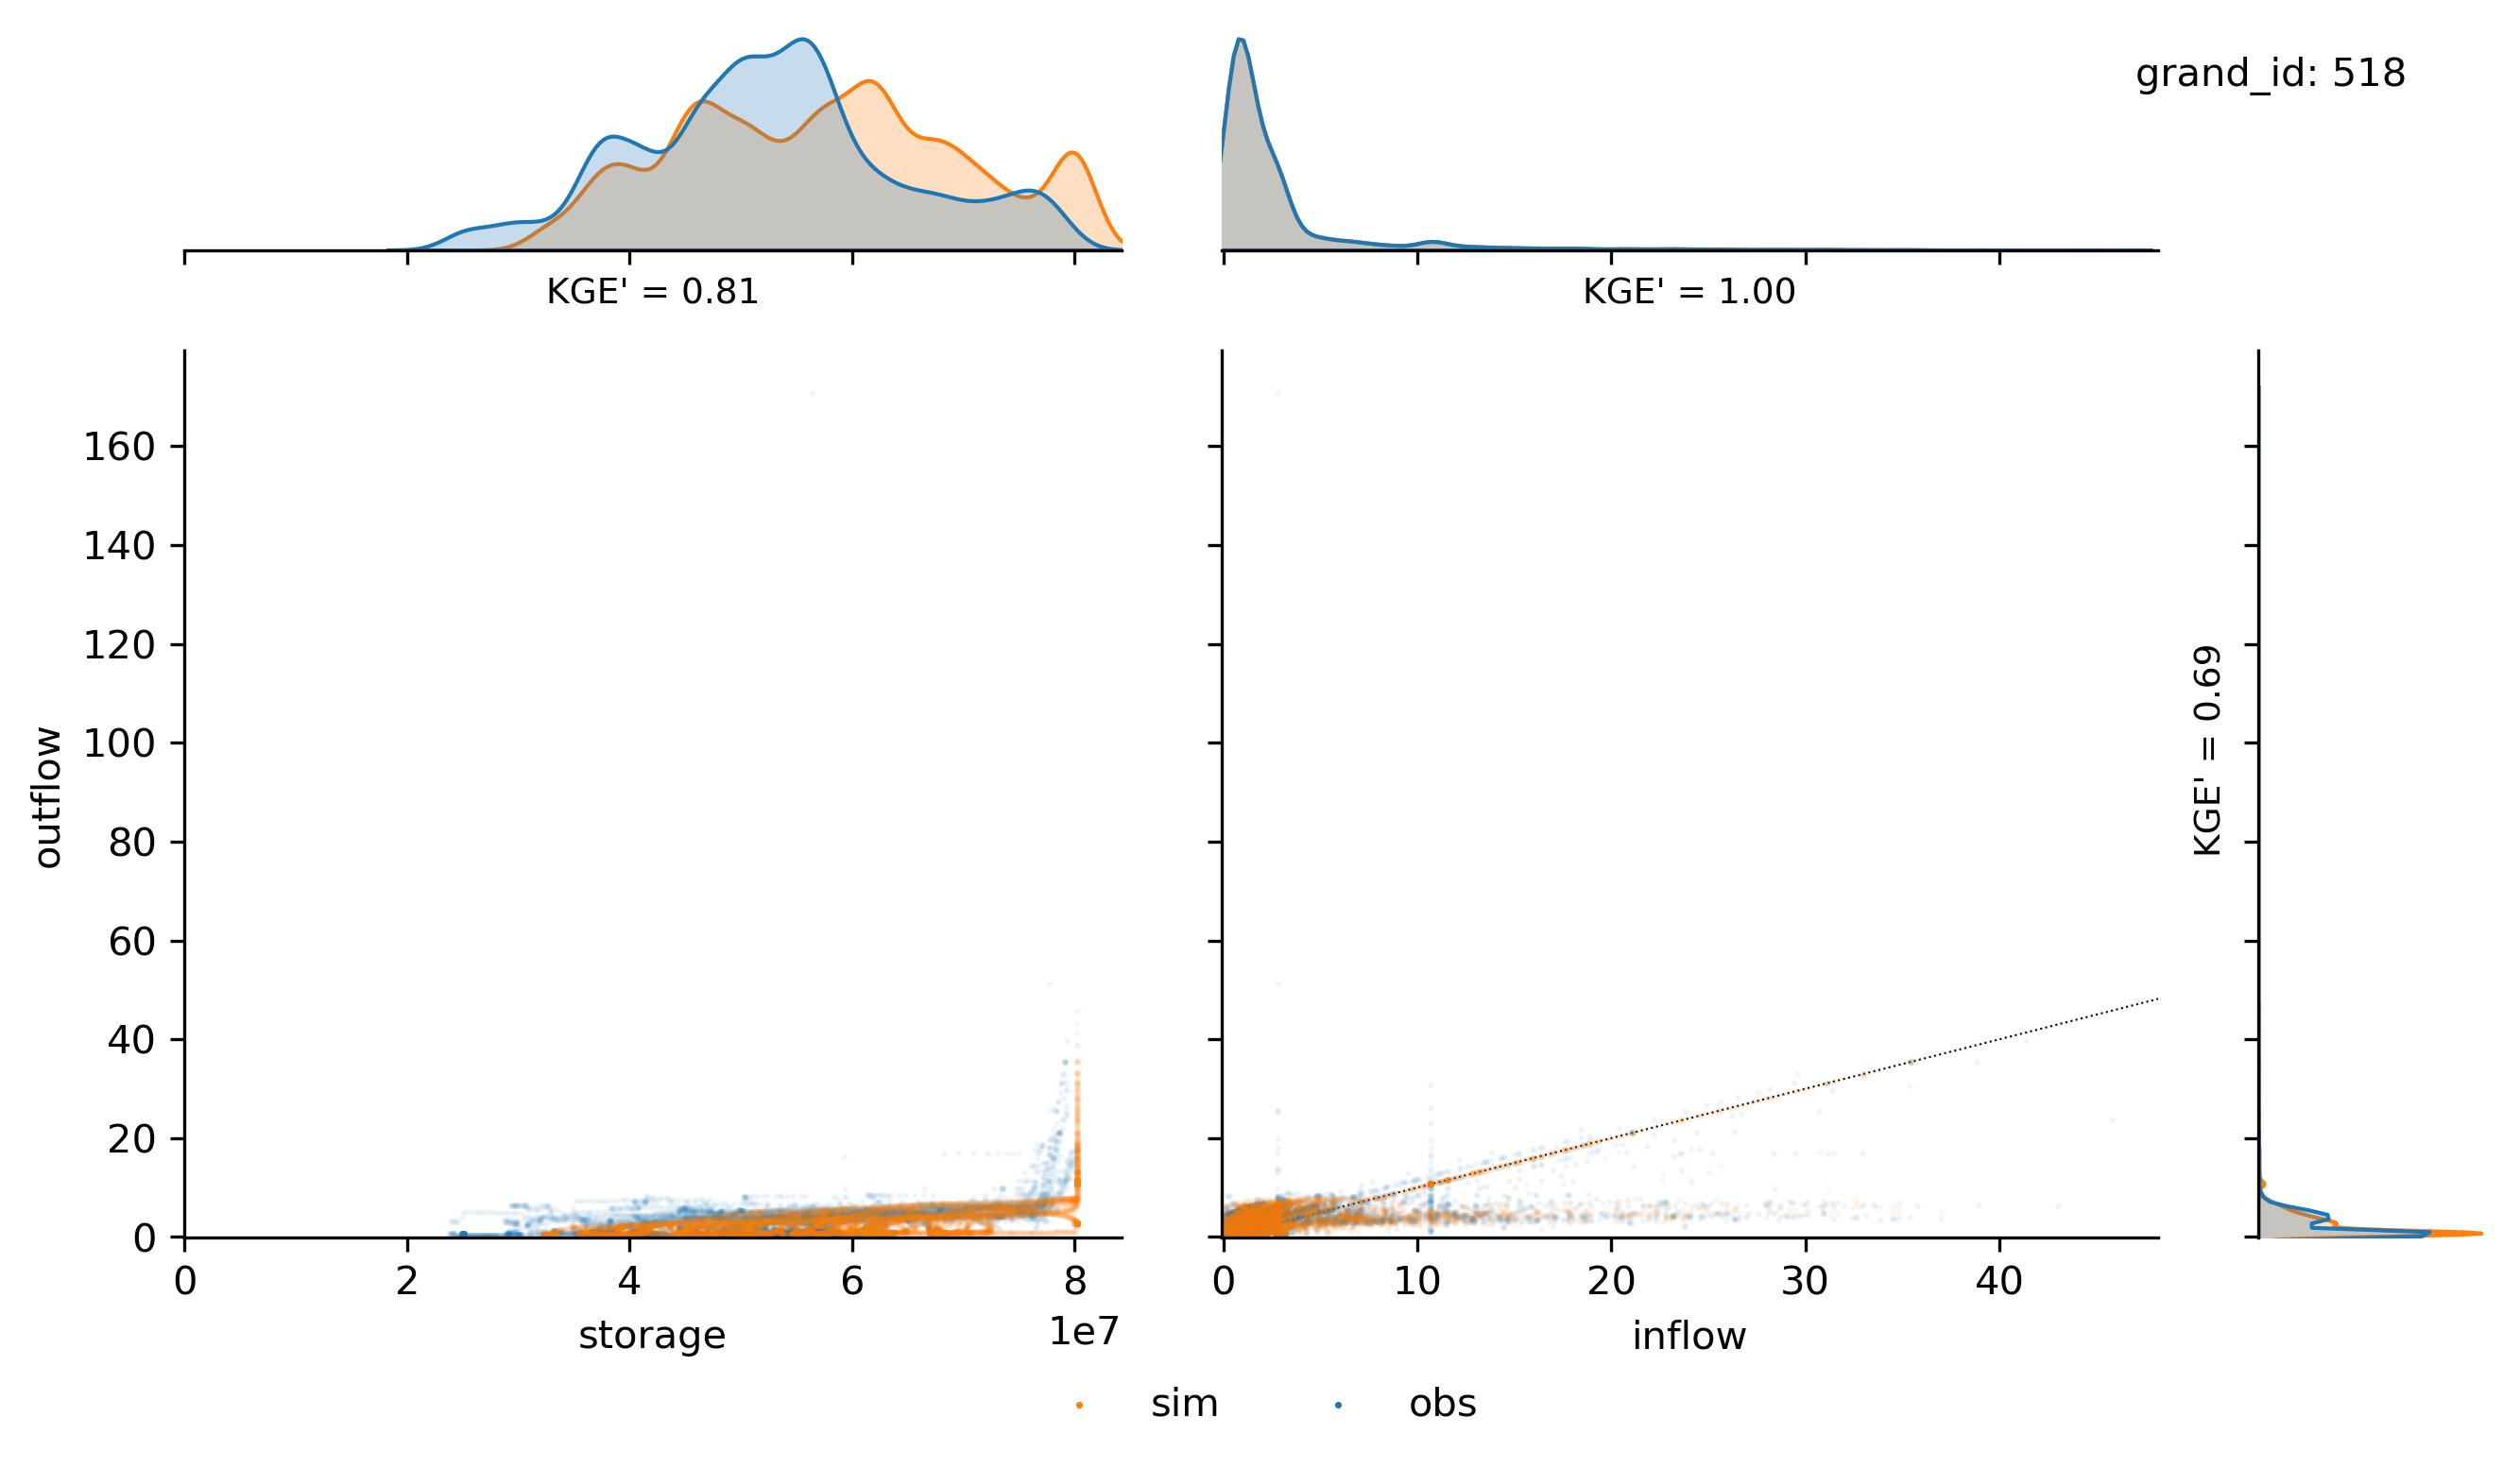 grand_id: 518
KGE' = 0.81
KGE' = 1.00
outflow
160
140
120
100
80
60
40
20
0
KGE' = 0.69
0 2 4 6 8
1e7
storage
0 10 20 30 40
inflow
sim obs